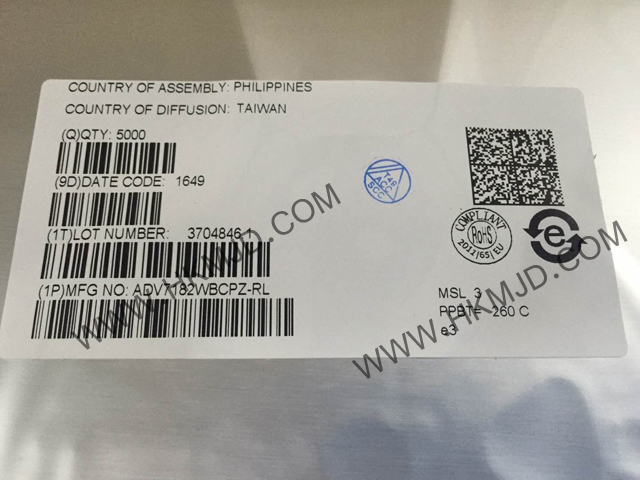 COUNTRY OF ASSEMBLY: PHILIPPINES
COUNTRY OF DIFFUSION: TAIWAN
(Q)QTY: 5000
(9D)DATE CODE: 1649
(1T)LOT NUMBER: 3704846.1
(1P)MFG NO: ADV7182WBCPZ-RL
COMPLIANT
RoHS
2011/65/EU
e
MSL 3
PPBTF 260 C
e3
WWW.HKMJD.COM
WWW.HKMJD.COM